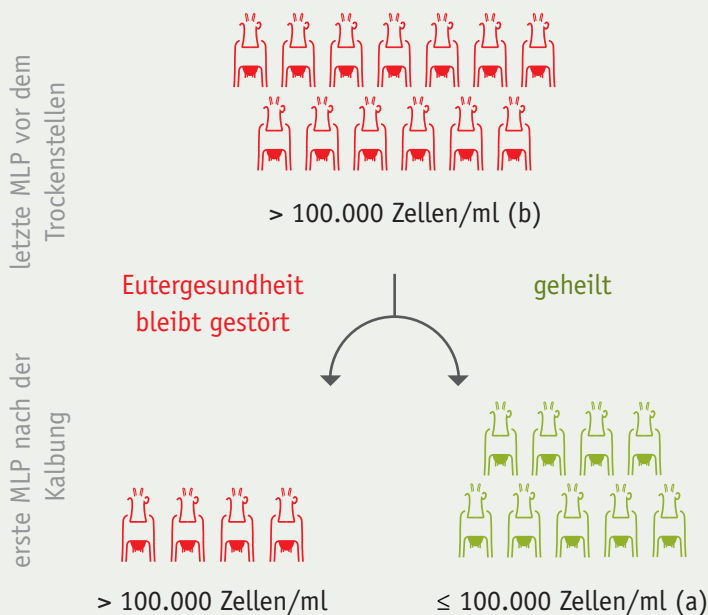 letzte MLP vor dem
Trockenstellen
> 100.000 Zellen/ml (b)
Eutergesundheit
bleibt gestört
geheilt
erste MLP nach der
Kalbung
> 100.000 Zellen/ml
≤ 100.000 Zellen/ml (a)